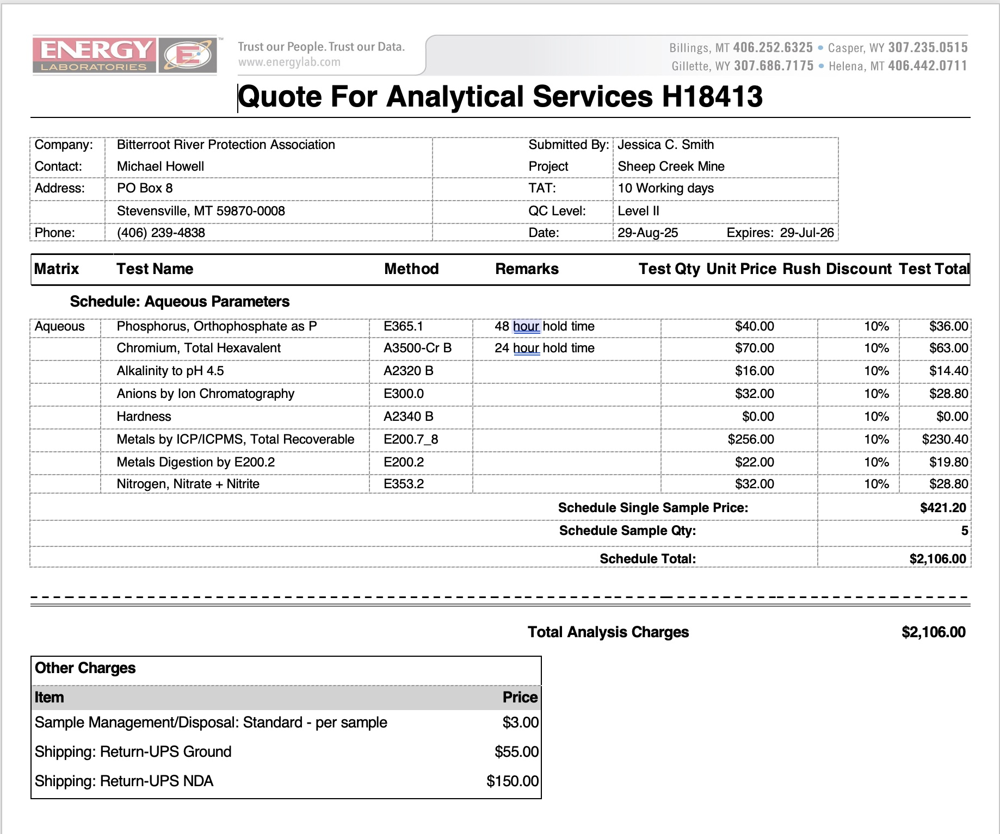 ENERGY
LABORATORIES
E
™
Trust our People. Trust our Data.
www.energylab.com
Billings, MT 406.252.6325 • Casper, WY 307.235.0515
Gillette, WY 307.686.7175 • Helena, MT 406.442.0711
Quote For Analytical Services H18413
Company: Bitterroot River Protection Association Submitted By: Jessica C. Smith
Contact: Michael Howell Project Sheep Creek Mine
Address: PO Box 8 TAT: 10 Working days
Stevensville, MT 59870-0008 QC Level: Level II
Phone: (406) 239-4838 Date: 29-Aug-25 Expires: 29-Jul-26
Matrix Test Name Method Remarks Test Qty Unit Price Rush Discount Test Total
Schedule: Aqueous Parameters
Aqueous Phosphorus, Orthophosphate as P E365.1 48 hour hold time $40.00 10% $36.00
Chromium, Total Hexavalent A3500-Cr B 24 hour hold time $70.00 10% $63.00
Alkalinity to pH 4.5 A2320 B $16.00 10% $14.40
Anions by Ion Chromatography E300.0 $32.00 10% $28.80
Hardness A2340 B $0.00 10% $0.00
Metals by ICP/ICPMS, Total Recoverable E200.7_8 $256.00 10% $230.40
Metals Digestion by E200.2 E200.2 $22.00 10% $19.80
Nitrogen, Nitrate + Nitrite E353.2 $32.00 10% $28.80
Schedule Single Sample Price: $421.20
Schedule Sample Qty: 5
Schedule Total: $2,106.00
Total Analysis Charges $2,106.00
Other Charges
Item Price
Sample Management/Disposal: Standard - per sample $3.00
Shipping: Return-UPS Ground $55.00
Shipping: Return-UPS NDA $150.00